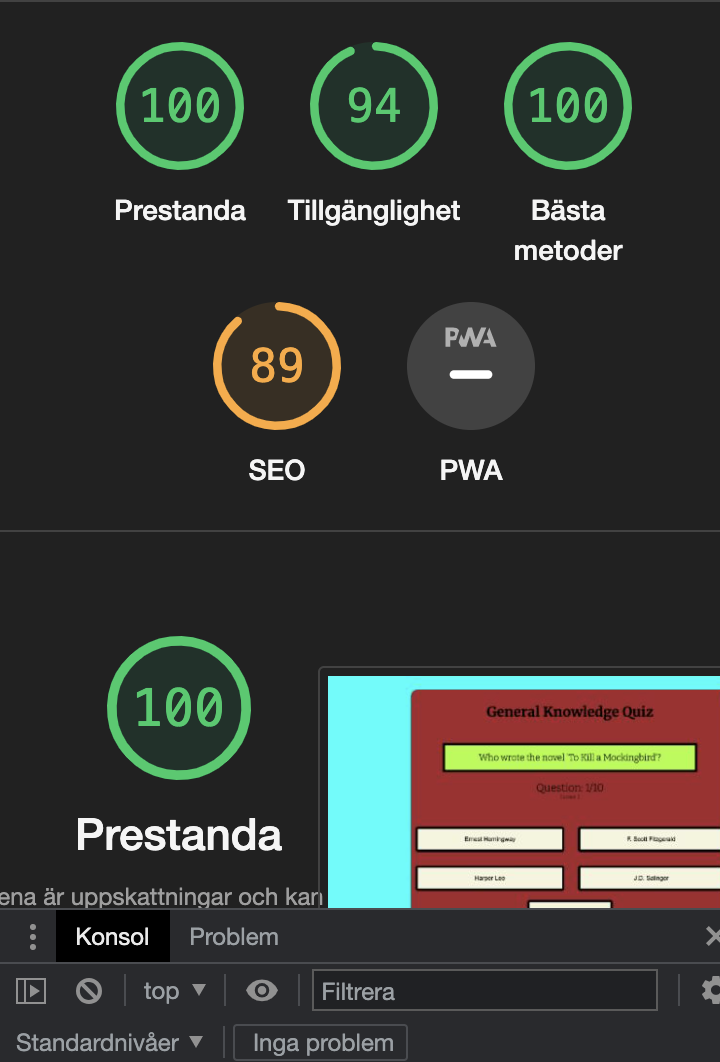 100
94
100
Prestanda
Tillgänglighet
Bästa
metoder
89
PWA
SEO
PWA
100
Prestanda
ena är uppskattningar och kan
General Knowledge Quiz
Who wrote the novel 'To Kill a Mockingbird'?
Question: 1/10
Ernest Hemingway
F. Scott Fitzgerald
Harper Lee
J.D. Salinger
Konsol
Problem
top
Filtrera
Standardnivåer
Inga problem